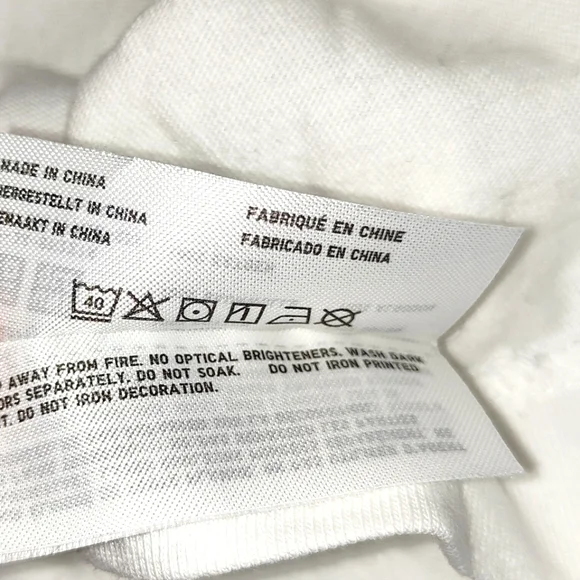 MADE IN CHINA
HERGESTELLT IN CHINA
GEMAAKT IN CHINA
FABRIQUÉ EN CHINE
FABRICADO EN CHINA
40
AWAY FROM FIRE. NO OPTICAL BRIGHTENERS. WASH DARK
SEPARATELY. DO NOT SOAK. DO NOT IRON PRINTED
DO NOT IRON DECORATION.